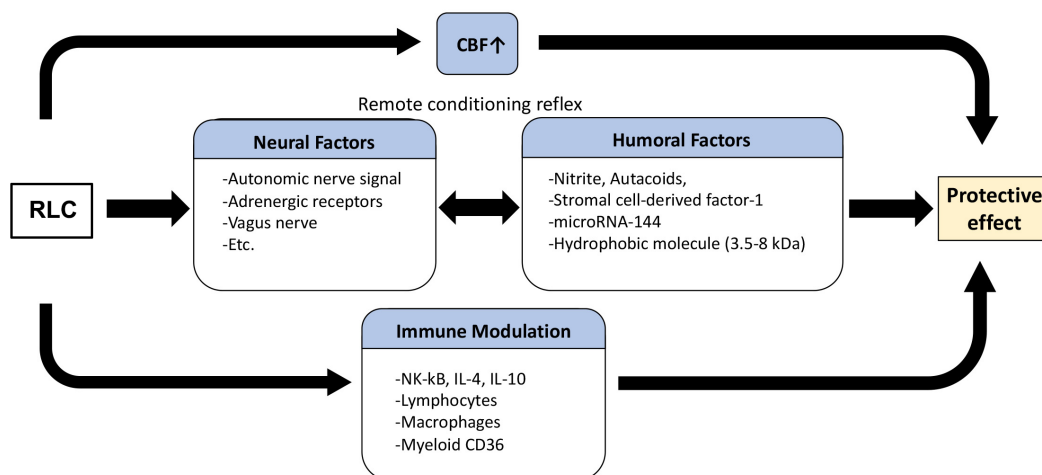 CBF↑
Remote conditioning reflex
Neural Factors
-Autonomic nerve signal
-Adrenergic receptors
-Vagus nerve
-Etc.
Humoral Factors
-Nitrite, Autacoids,
-Stromal cell-derived factor-1
-microRNA-144
-Hydrophobic molecule (3.5-8 kDa)
RLC
Protective
effect
Immune Modulation
-NK-kB, IL-4, IL-10
-Lymphocytes
-Macrophages
-Myeloid CD36